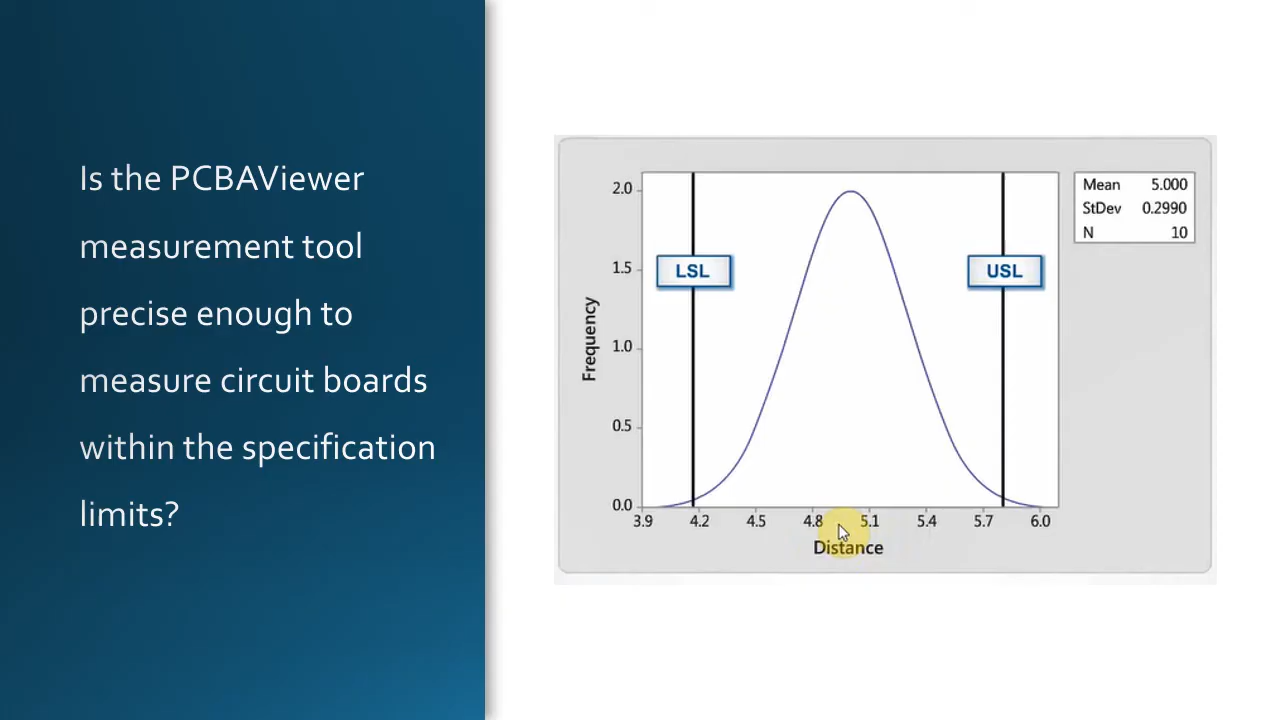 Is the PCBAViewer
measurement tool
precise enough to
measure circuit boards
within the specification
limits?
Mean 5.000
StDev 0.2990
N 10
LSL
USL
Frequency
2.0
1.5
1.0
0.5
0.0
3.9 4.2 4.5 4.8 5.1 5.4 5.7 6.0
Distance